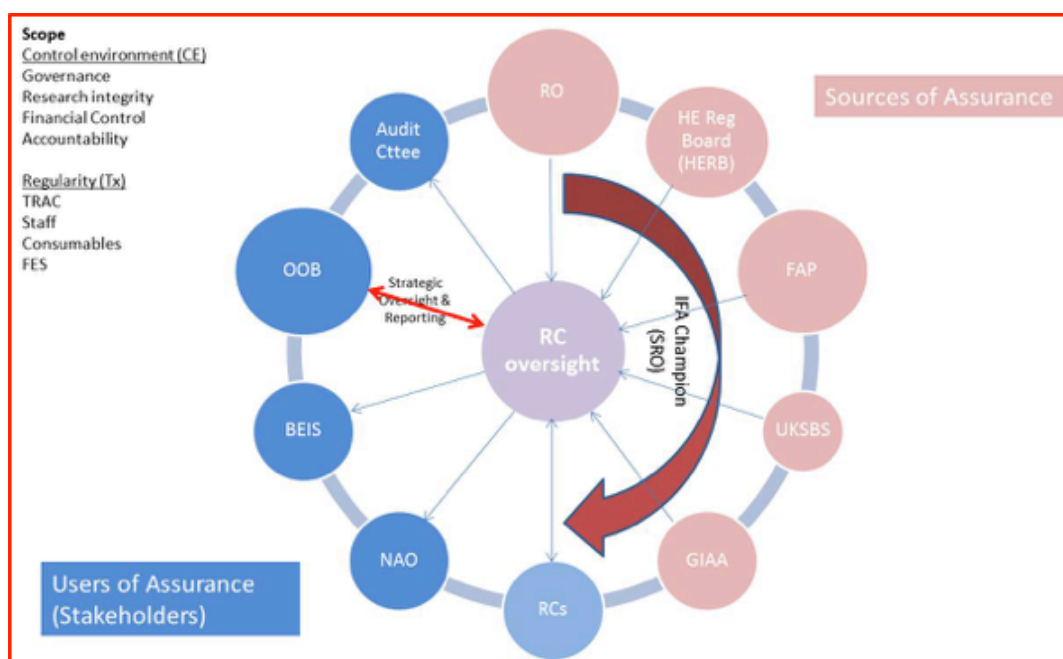 Scope
Control environment (CE)
Governance
Research integrity
Financial Control
Accountability
Regularity (Tx)
TRAC
Staff
Consumables
FES
Sources of Assurance
RO
HE Reg
Board
(HERB)
Audit
Cttee
OOB
FAP
Strategic
Oversight &
Reporting
RC
oversight
IFA Champion
(SRO)
BEIS
UKSBS
NAO
GIAA
RCs
Users of Assurance
(Stakeholders)